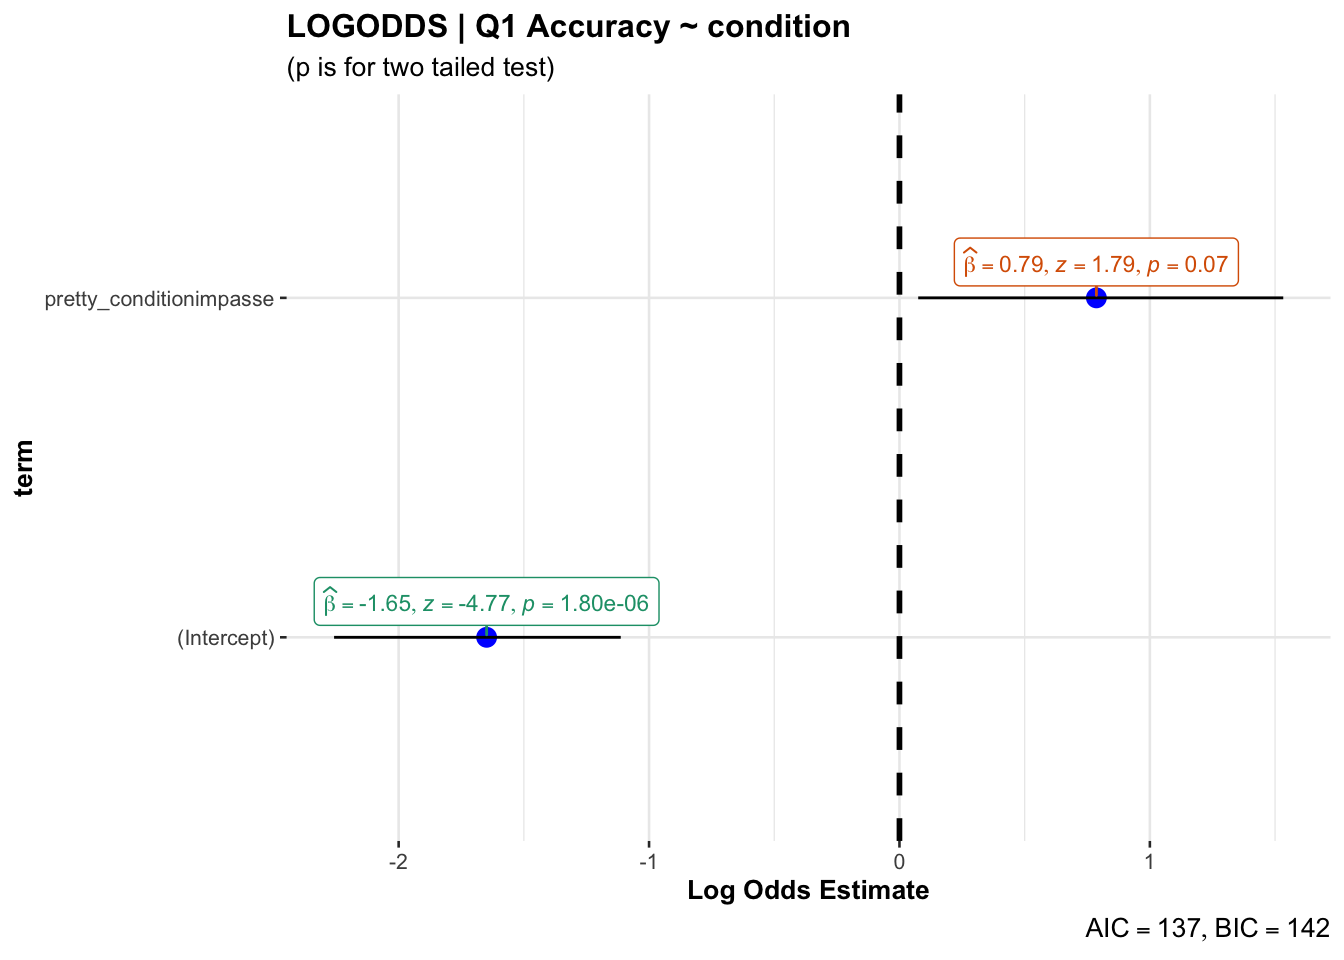 LOGODDS | Q1 Accuracy ~ condition
(p is for two tailed test)
β̂ = 0.79, z = 1.79, p = 0.07
pretty_conditionimpasse
term
β̂ = -1.65, z = -4.77, p = 1.80e-06
(Intercept)
-2 -1 0 1
Log Odds Estimate
AIC = 137, BIC = 142